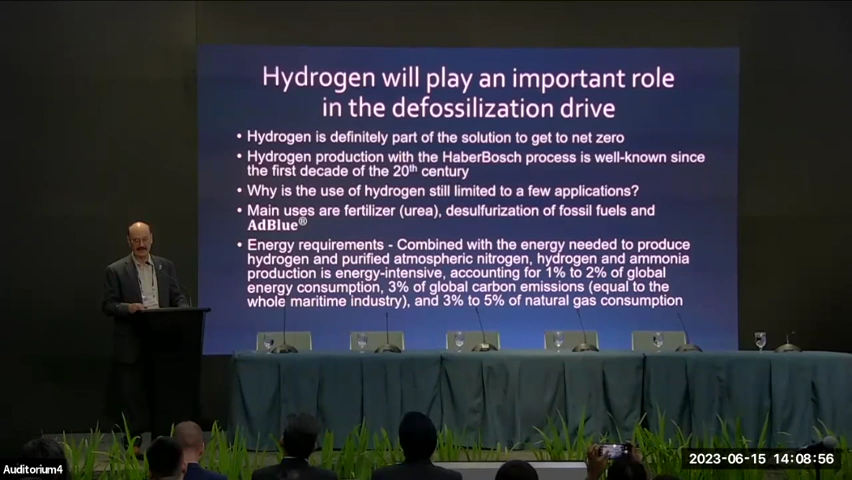 Hydrogen will play an important role
in the defossilization drive
• Hydrogen is definitely part of the solution to get to net zero
• Hydrogen production with the HaberBosch process is well-known since
the first decade of the 20th century
• Why is the use of hydrogen still limited to a few applications?
• Main uses are fertilizer (urea), desulfurization of fossil fuels and
AdBlue®
• Energy requirements - Combined with the energy needed to produce
hydrogen and purified atmospheric nitrogen, hydrogen and ammonia
production is energy-intensive, accounting for 1% to 2% of global
energy consumption, 3% of global carbon emissions (equal to the
whole maritime industry), and 3% to 5% of natural gas consumption
Auditorium4
2023-06-15 14:08:56